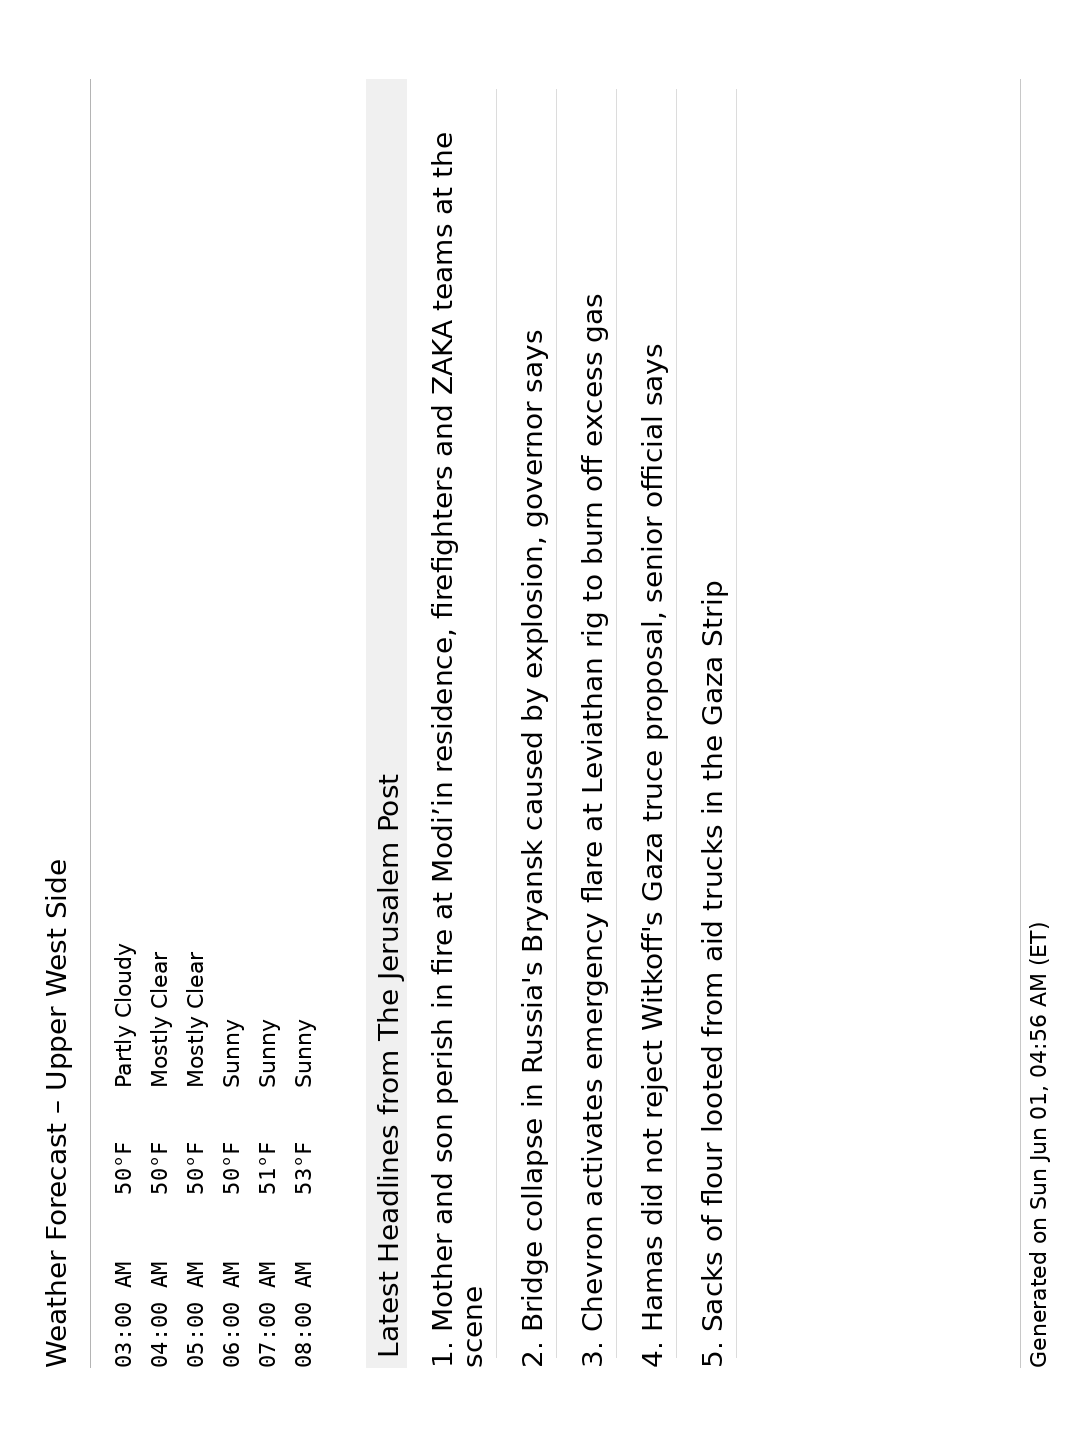 Weather Forecast – Upper West Side
03:00 AM 50°F Partly Cloudy
04:00 AM 50°F Mostly Clear
05:00 AM 50°F Mostly Clear
06:00 AM 50°F Sunny
07:00 AM 51°F Sunny
08:00 AM 53°F Sunny
Latest Headlines from The Jerusalem Post
1. Mother and son perish in fire at Modi’in residence, firefighters and ZAKA teams at the
scene
2. Bridge collapse in Russia's Bryansk caused by explosion, governor says
3. Chevron activates emergency flare at Leviathan rig to burn off excess gas
4. Hamas did not reject Witkoff's Gaza truce proposal, senior official says
5. Sacks of flour looted from aid trucks in the Gaza Strip
Generated on Sun Jun 01, 04:56 AM (ET)